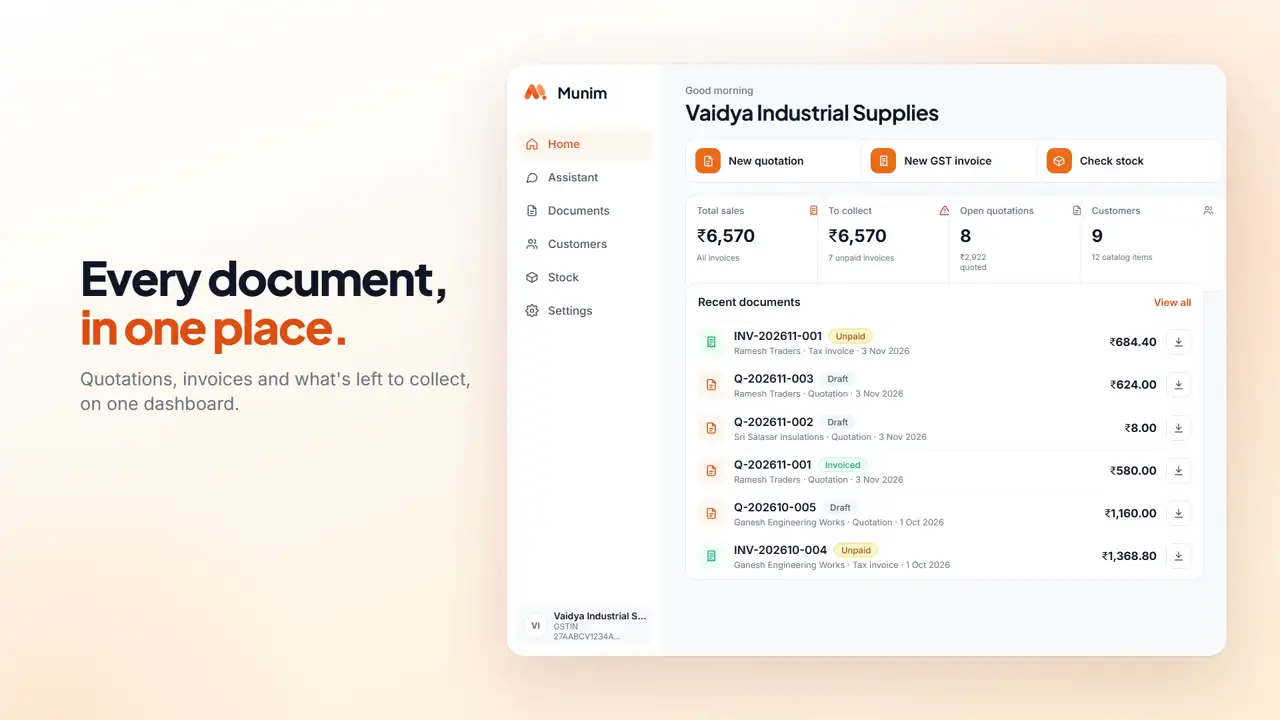 Every document,
in one place.
Quotations, invoices and what's left to collect,
on one dashboard.
Munim
Home
Assistant
Documents
Customers
Stock
Settings
VI
Vaidya Industrial S...
GSTIN
27AABCV1234A...
Good morning
Vaidya Industrial Supplies
New quotation
New GST invoice
Check stock
Total sales
₹6,570
All invoices
To collect
₹6,570
7 unpaid invoices
Open quotations
8
₹2,922
quoted
Customers
9
12 catalog items
Recent documents
View all
INV-202611-001 Unpaid
Ramesh Traders · Tax invoice · 3 Nov 2026
₹684.40
Q-202611-003 Draft
Ramesh Traders · Quotation · 3 Nov 2026
₹624.00
Q-202611-002 Draft
Sri Salasar Insulations · Quotation · 3 Nov 2026
₹8.00
Q-202611-001 Invoiced
Ramesh Traders · Quotation · 3 Nov 2026
₹580.00
Q-202610-005 Draft
Ganesh Engineering Works · Quotation · 1 Oct 2026
₹1,160.00
INV-202610-004 Unpaid
Ganesh Engineering Works · Tax invoice · 1 Oct 2026
₹1,368.80